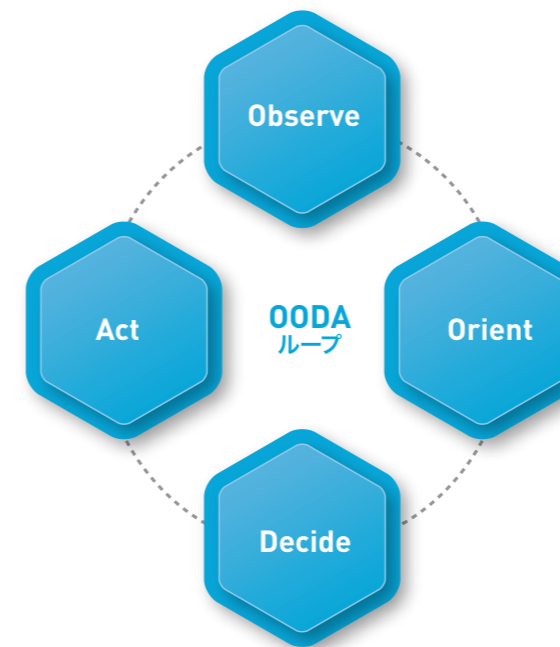 Observe
Act
OODA
ループ
Orient
Decide